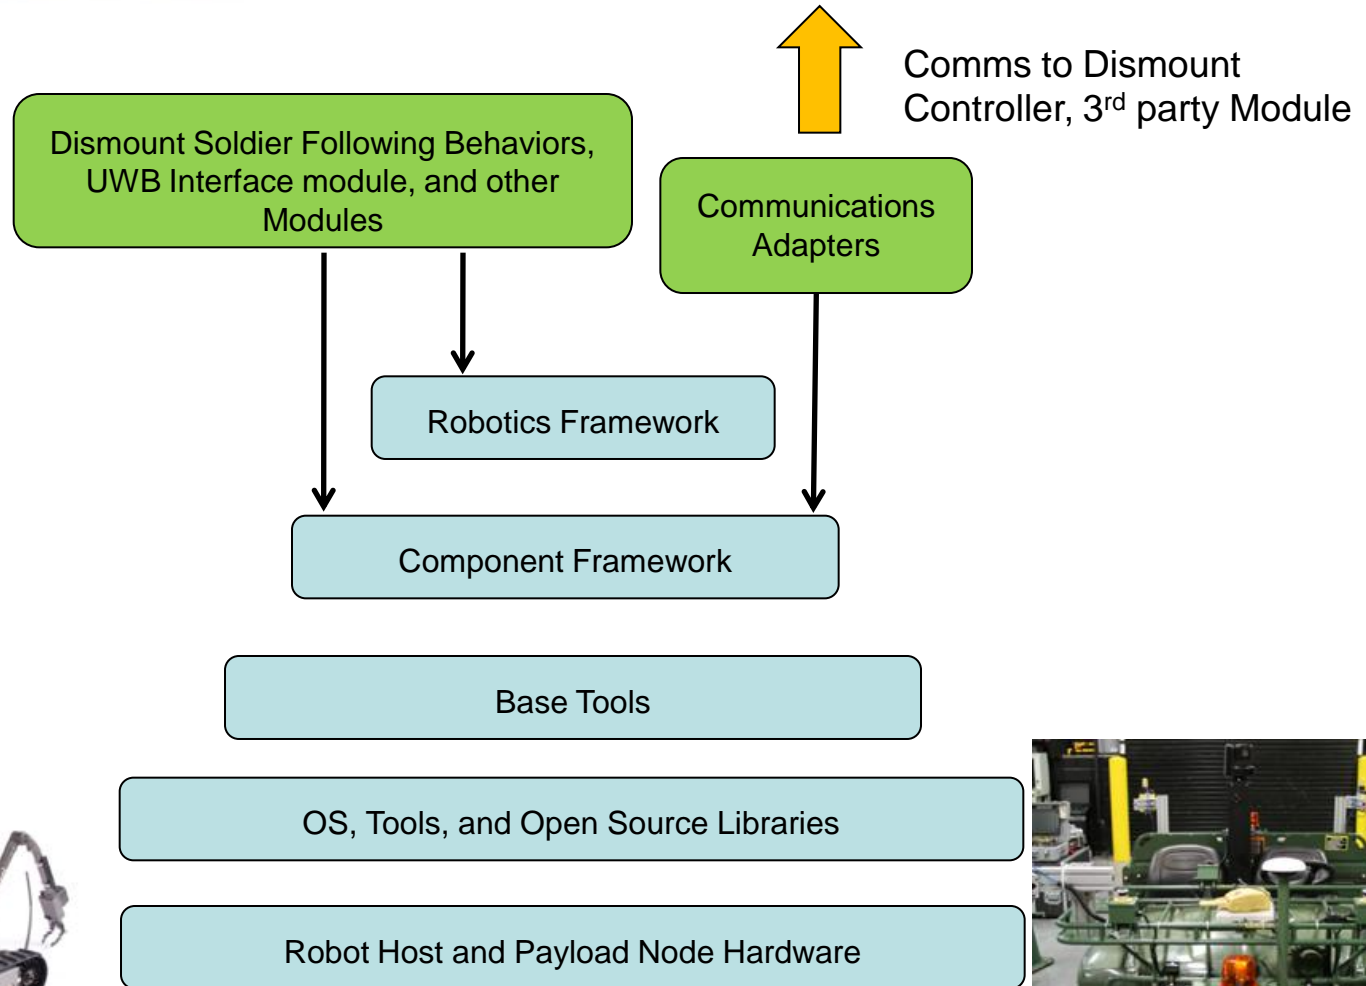 Comms to Dismount
Controller, 3rd party Module
Dismount Soldier Following Behaviors,
UWB Interface module, and other
Modules
Communications
Adapters
Robotics Framework
Component Framework
Base Tools
OS, Tools, and Open Source Libraries
Robot Host and Payload Node Hardware